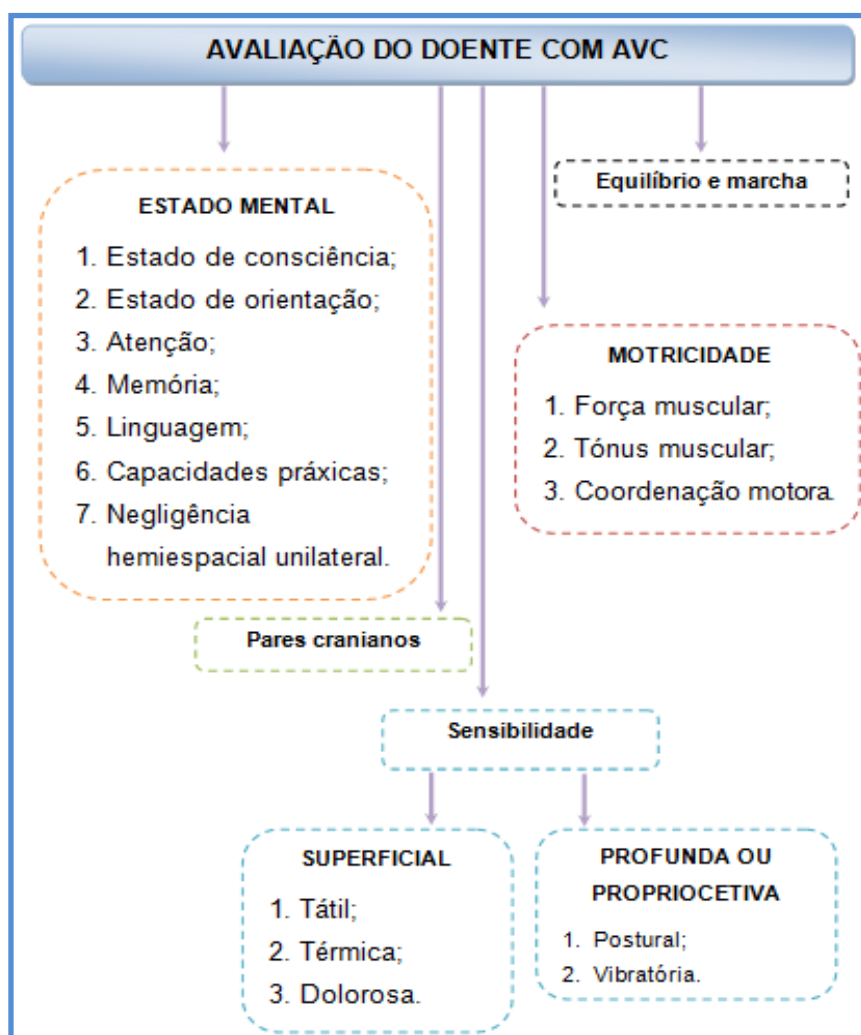 AVALIAÇÃO DO DOENTE COM AVC
ESTADO MENTAL
1. Estado de consciência;
2. Estado de orientação;
3. Atenção;
4. Memória;
5. Linguagem;
6. Capacidades práxicas;
7. Negligência
hemiespacial unilateral.
Equilíbrio e marcha
MOTRICIDADE
1. Força muscular;
2. Tónus muscular;
3. Coordenação motora.
Pares cranianos
Sensibilidade
SUPERFICIAL
1. Tátil;
2. Térmica;
3. Dolorosa.
PROFUNDA OU
PROPRIOCETIVA
1. Postural;
2. Vibratória.